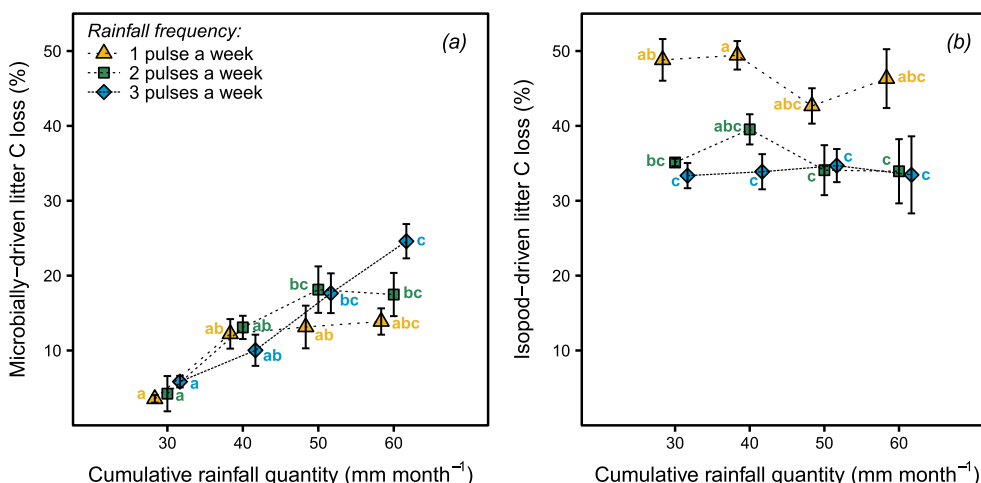 Rainfall frequency:
1 pulse a week
2 pulses a week
3 pulses a week
(a)
Microbially−driven litter C loss (%)
50
40
30
20
10
a
a
a
ab
ab
ab
bc
bc
ab
c
bc
abc
30
40
50
60
Cumulative rainfall quantity (mm month⁻¹)
(b)
Isopod−driven litter C loss (%)
50
40
30
20
10
ab
a
abc
abc
bc
abc
c
c
c
c
c
c
30
40
50
60
Cumulative rainfall quantity (mm month⁻¹)